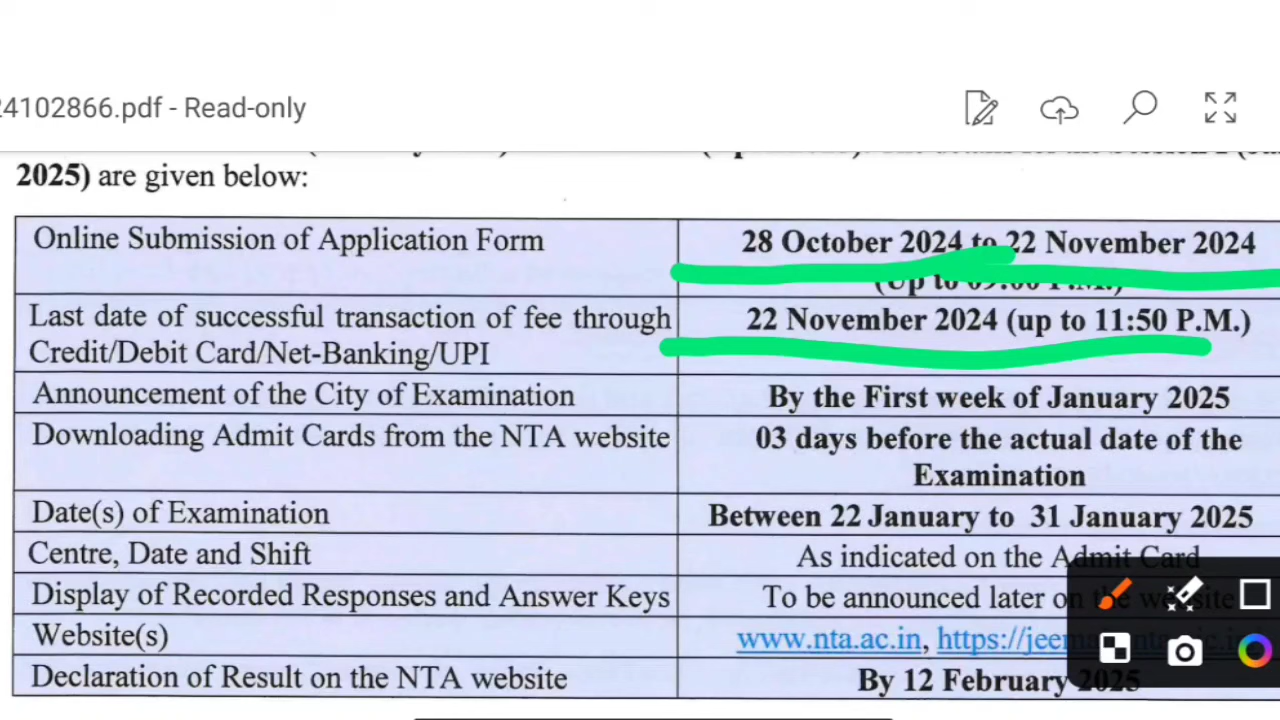 24102866.pdf - Read-only
2025) are given below:
Online Submission of Application Form
28 October 2024 to 22 November 2024
(Up to 09:00 P.M.)
Last date of successful transaction of fee through
Credit/Debit Card/Net-Banking/UPI
22 November 2024 (up to 11:50 P.M.)
Announcement of the City of Examination
By the First week of January 2025
Downloading Admit Cards from the NTA website
03 days before the actual date of the
Examination
Date(s) of Examination
Between 22 January to 31 January 2025
Centre, Date and Shift
As indicated on the Admit Card
Display of Recorded Responses and Answer Keys
To be announced later on the website
Website(s)
www.nta.ac.in,
Declaration of Result on the NTA website
By 12 February 2025